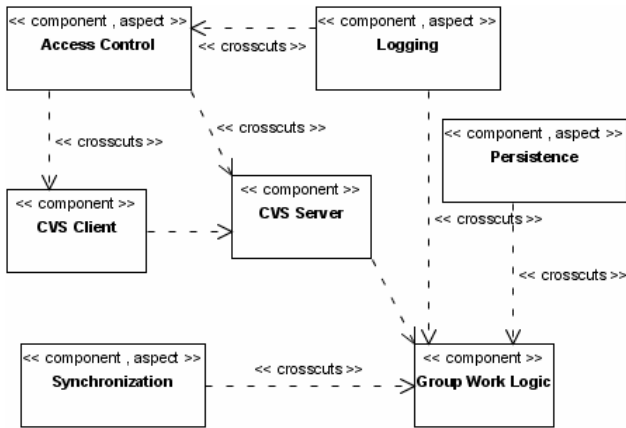 << component , aspect >>
Access Control
<< component , aspect >>
Logging
<< crosscuts >>
<< crosscuts >>
<< crosscuts >>
<< component , aspect >>
Persistence
<< component >>
CVS Client
<< component >>
CVS Server
<< crosscuts >>
<< crosscuts >>
<< component , aspect >>
Synchronization
<< crosscuts >>
<< component >>
Group Work Logic